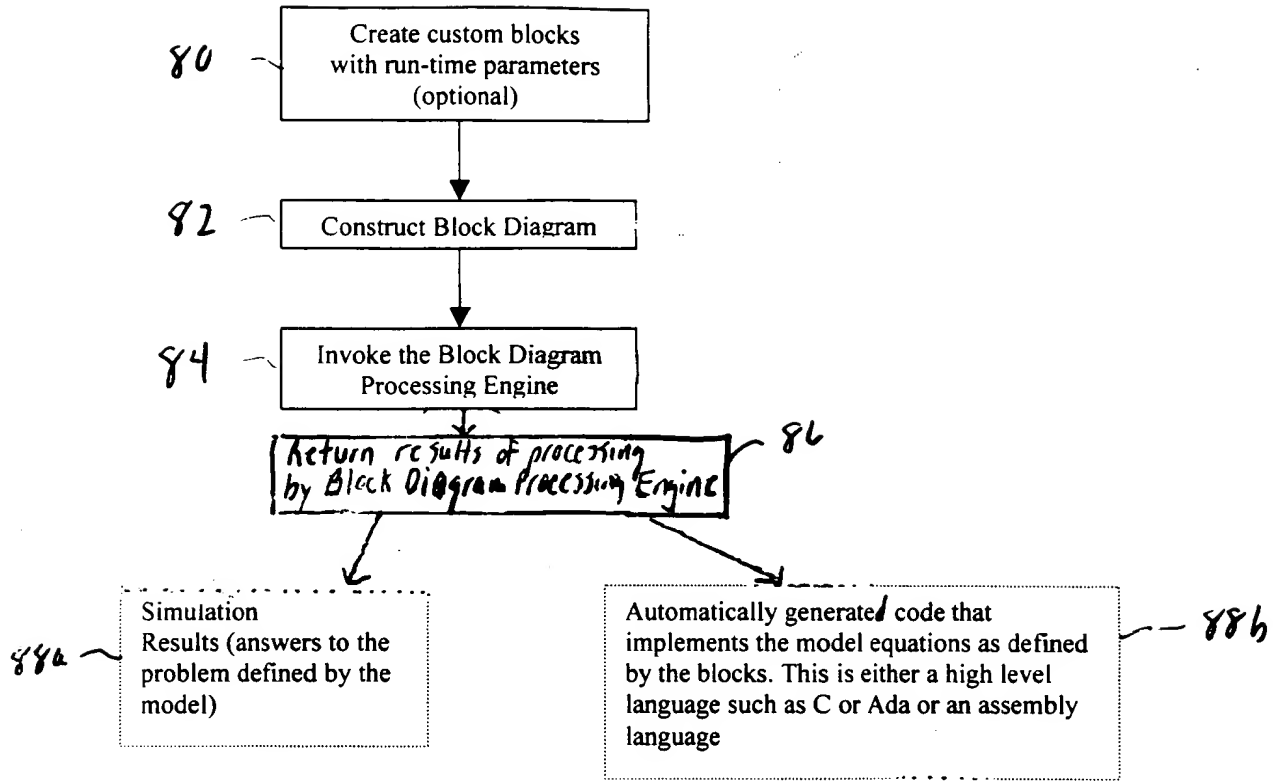 80
Create custom blocks
with run-time parameters
(optional)
82
Construct Block Diagram
84
Invoke the Block Diagram
Processing Engine
86
Return results of processing
by Block Diagram Processing Engine
88a
Simulation
Results (answers to the
problem defined by the
model)
Automatically generated code that
implements the model equations as defined
by the blocks. This is either a high level
language such as C or Ada or an assembly
language
88b